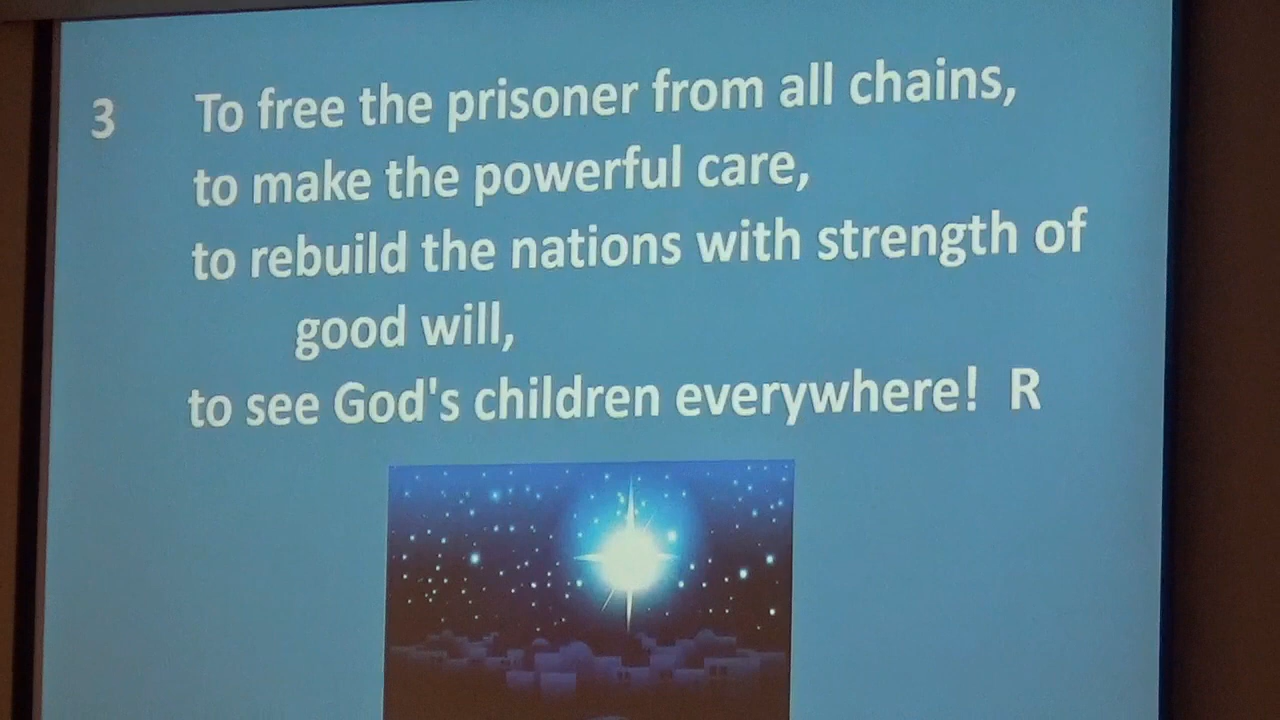 3 To free the prisoner from all chains,
to make the powerful care,
to rebuild the nations with strength of
good will,
to see God's children everywhere! R